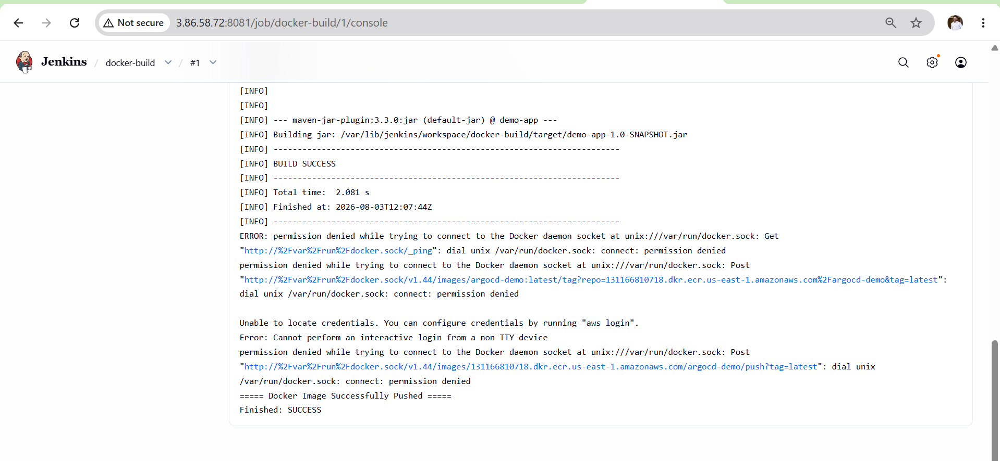 Not secure 3.86.58.72:8081/job/docker-build/1/console
Jenkins / docker-build / #1
[INFO]
[INFO]
[INFO] --- maven-jar-plugin:3.3.0:jar (default-jar) @ demo-app ---
[INFO] Building jar: /var/lib/jenkins/workspace/docker-build/target/demo-app-1.0-SNAPSHOT.jar
[INFO] ------------------------------------------------------------------------
[INFO] BUILD SUCCESS
[INFO] ------------------------------------------------------------------------
[INFO] Total time:  2.081 s
[INFO] Finished at: 2026-08-03T12:07:44Z
[INFO] ------------------------------------------------------------------------
ERROR: permission denied while trying to connect to the Docker daemon socket at unix:///var/run/docker.sock: Get
"http://%2Fvar%2Frun%2Fdocker.sock/_ping": dial unix /var/run/docker.sock: connect: permission denied
permission denied while trying to connect to the Docker daemon socket at unix:///var/run/docker.sock: Post
"http://%2Fvar%2Frun%2Fdocker.sock/v1.44/images/argocd-demo:latest/tag?repo=131166810718.dkr.ecr.us-east-1.amazonaws.com%2Fargocd-demo&tag=latest":
dial unix /var/run/docker.sock: connect: permission denied
Unable to locate credentials. You can configure credentials by running "aws login".
Error: Cannot perform an interactive login from a non TTY device
permission denied while trying to connect to the Docker daemon socket at unix:///var/run/docker.sock: Post
"http://%2Fvar%2Frun%2Fdocker.sock/v1.44/images/131166810718.dkr.ecr.us-east-1.amazonaws.com/argocd-demo/push?tag=latest": dial unix
/var/run/docker.sock: connect: permission denied
===== Docker Image Successfully Pushed =====
Finished: SUCCESS